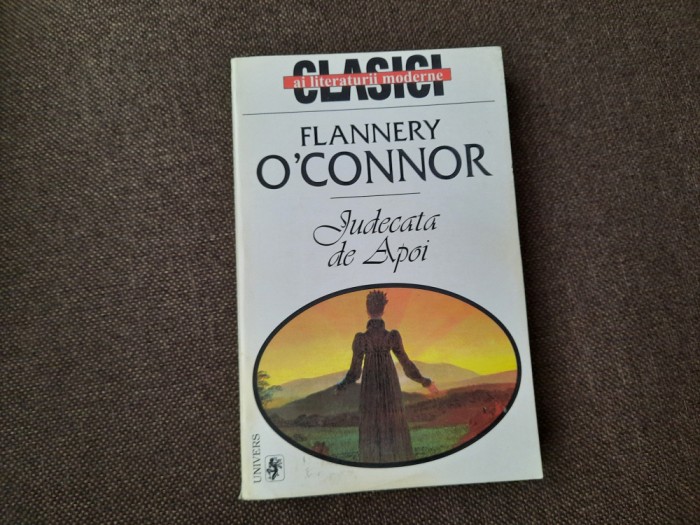 CLASICI
ai literaturii moderne
FLANNERY
O'CONNOR
Judecata
de Apoi
UNIVERS